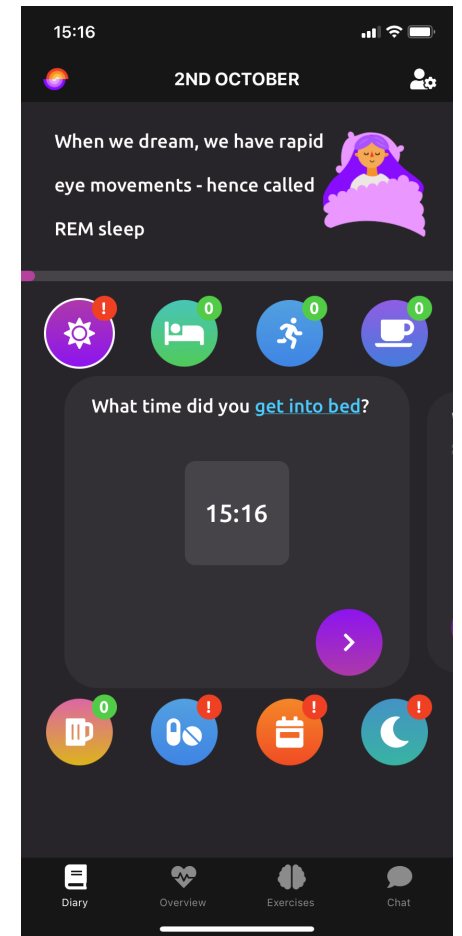 15:16
2ND OCTOBER
When we dream, we have rapid
eye movements - hence called
REM sleep
!
0
0
0
What time did you get into bed?
15:16
0
!
!
!
Diary
Overview
Exercises
Chat